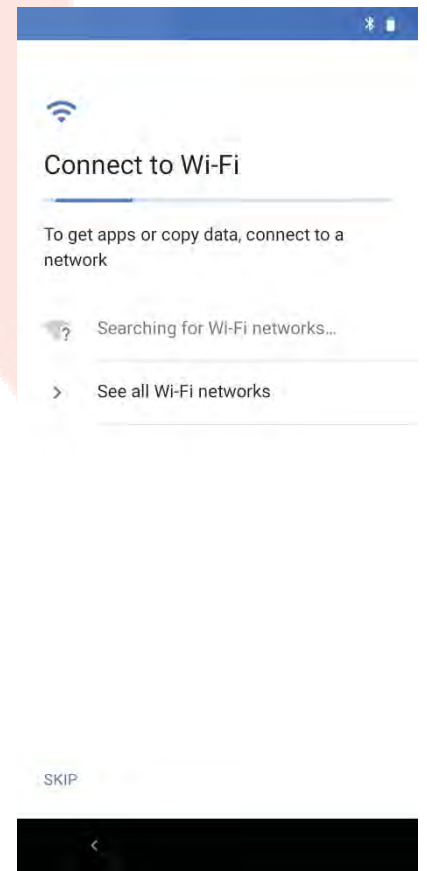 Connect to Wi-Fi
To get apps or copy data, connect to a
network
Searching for Wi-Fi networks...
See all Wi-Fi networks
SKIP